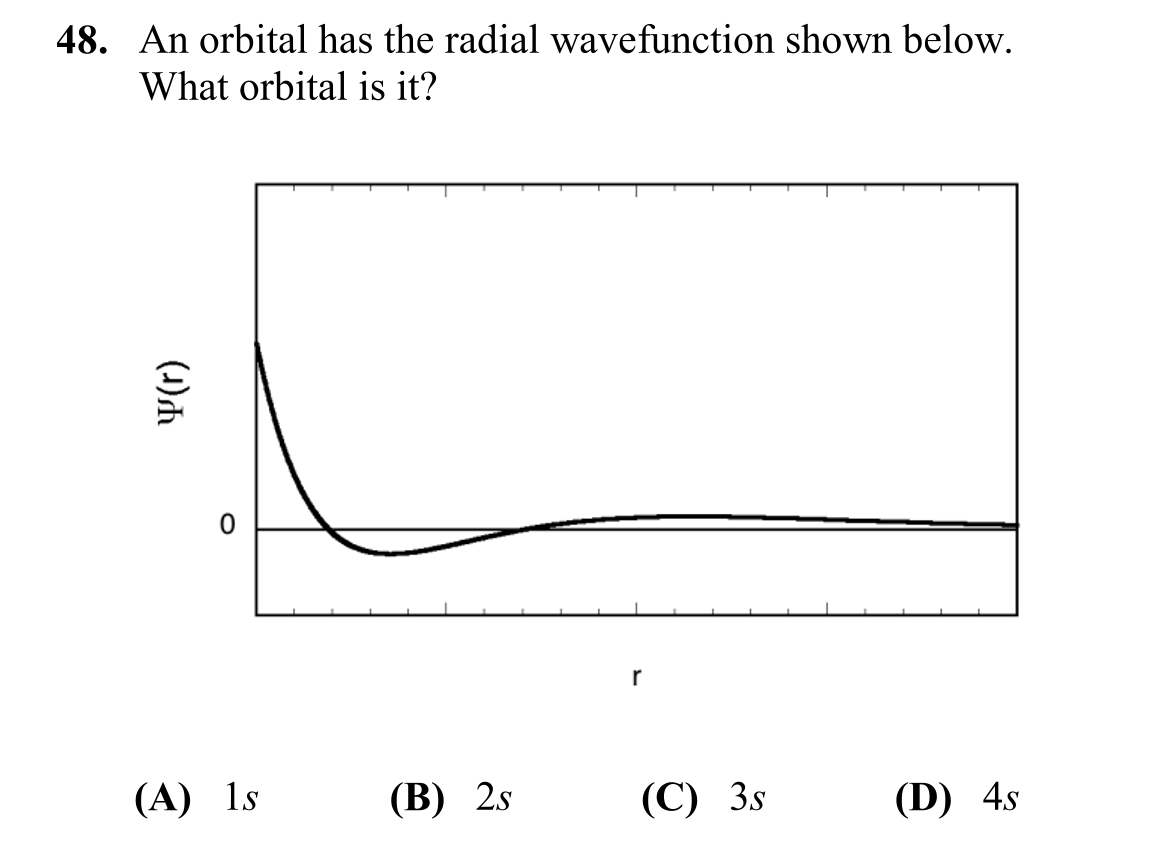 48. An orbital has the radial wavefunction shown below.
What orbital is it?
Ψ(r)
0
r
(A) 1s (B) 2s (C) 3s (D) 4s